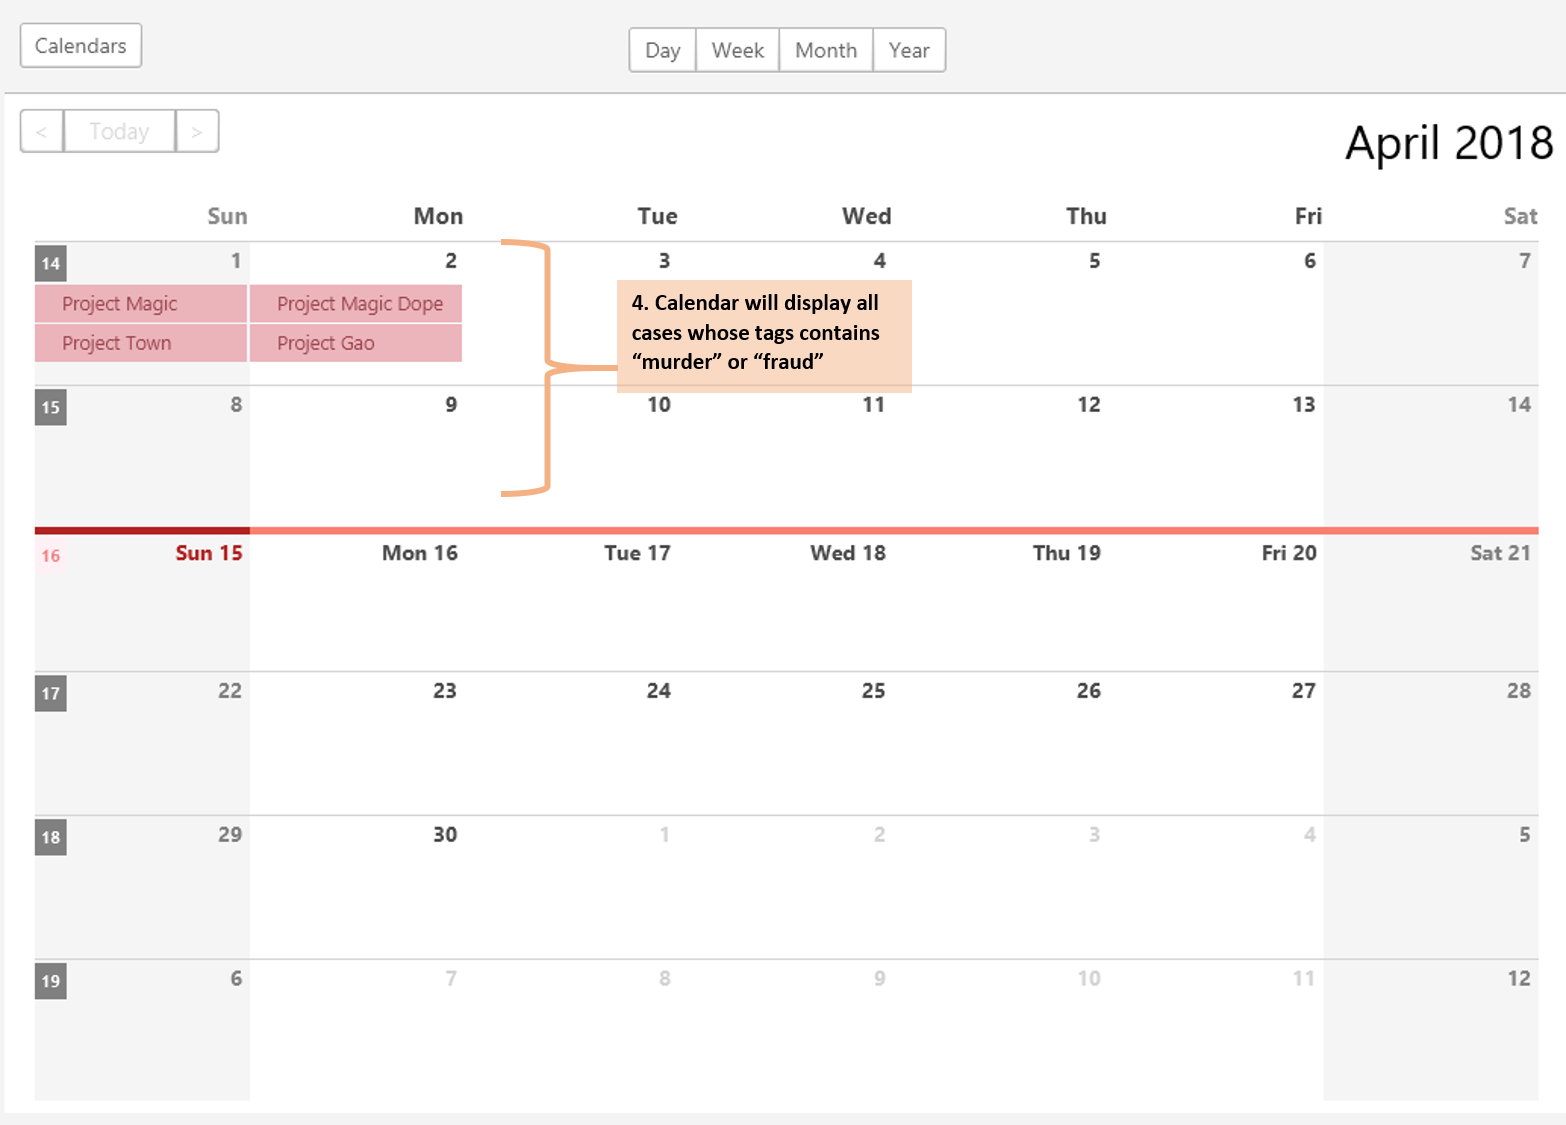 Calendars
Day Week Month Year
< Today >
April 2018
Sun Mon Tue Wed Thu Fri Sat
14 1 2 3 4 5 6 7
Project Magic Project Magic Dope
Project Town Project Gao
4. Calendar will display all
cases whose tags contains
“murder” or “fraud”
15 8 9 10 11 12 13 14
16 Sun 15 Mon 16 Tue 17 Wed 18 Thu 19 Fri 20 Sat 21
17 22 23 24 25 26 27 28
18 29 30 1 2 3 4 5
19 6 7 8 9 10 11 12